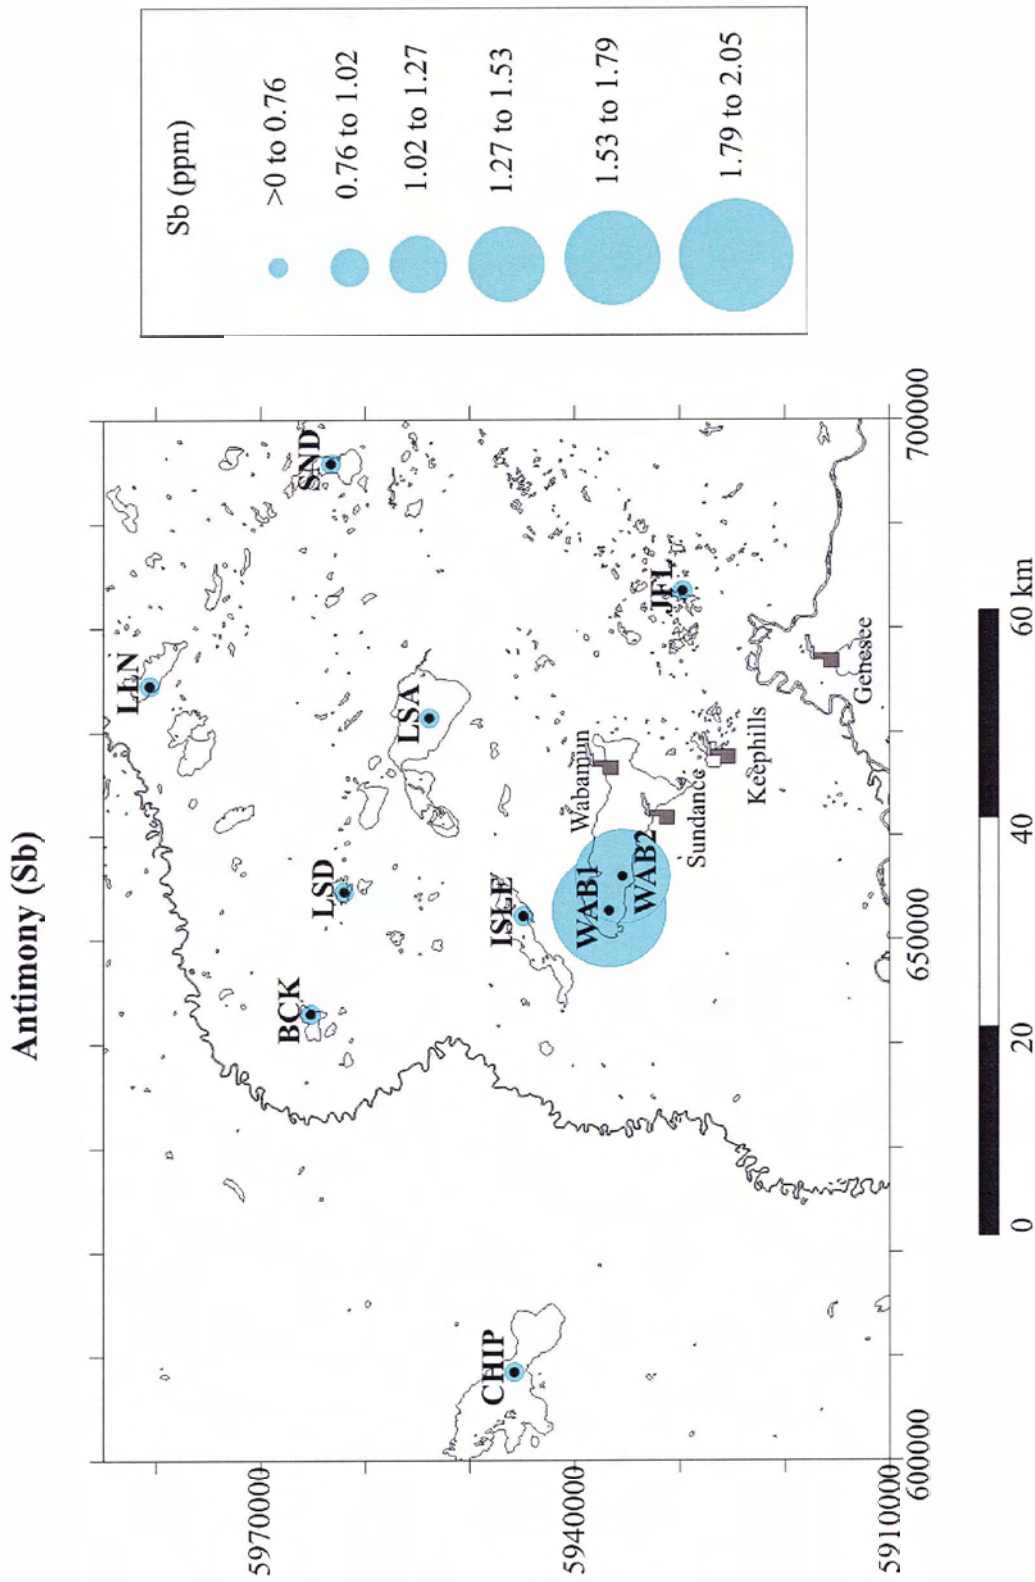 Antimony (Sb)
LEN
SND
BCK
LSD
LSA
CHIP
ISLE
JFL
WAB1
WAB2
Wabamun
Sundance
Keephills
Genesee
5970000
5940000
5910000
600000
650000
700000
0
20
40
60 km
Sb (ppm)
>0 to 0.76
0.76 to 1.02
1.02 to 1.27
1.27 to 1.53
1.53 to 1.79
1.79 to 2.05